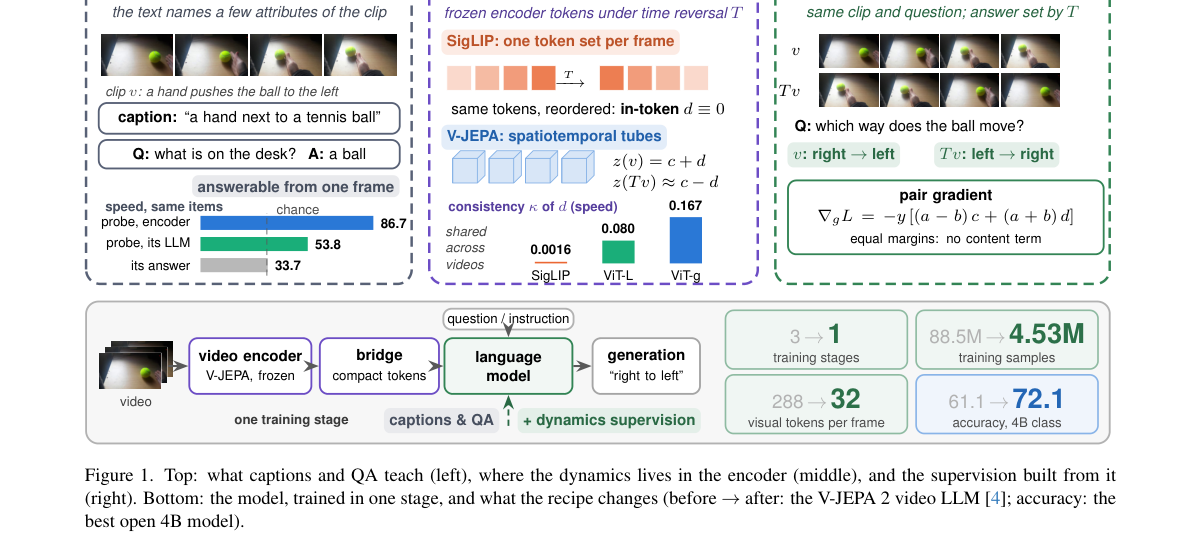 the text names a few attributes of the clip
clip v: a hand pushes the ball to the left
caption: “a hand next to a tennis ball”
Q: what is on the desk? A: a ball
answerable from one frame
speed, same items
chance
probe, encoder 86.7
probe, its LLM 53.8
its answer 33.7
frozen encoder tokens under time reversal T
SigLIP: one token set per frame
T
same tokens, reordered: in-token d ≡ 0
V-JEPA: spatiotemporal tubes
z(v) = c + d
z(Tv) ≈ c − d
consistency κ of d (speed)
shared
across
videos
0.0016
0.080
0.167
SigLIP ViT-L ViT-g
same clip and question; answer set by T
v
Tv
Q: which way does the ball move?
v: right → left Tv: left → right
pair gradient
∇gL = −y [(a − b) c + (a + b) d]
equal margins: no content term
question / instruction
video
video encoder
V-JEPA, frozen
bridge
compact tokens
language
model
generation
“right to left”
one training stage
captions & QA
+ dynamics supervision
3 → 1
training stages
88.5M → 4.53M
training samples
288 → 32
visual tokens per frame
61.1 → 72.1
accuracy, 4B class
Figure 1. Top: what captions and QA teach (left), where the dynamics lives in the encoder (middle), and the supervision built from it
(right). Bottom: the model, trained in one stage, and what the recipe changes (before → after: the V-JEPA 2 video LLM [4]; accuracy: the
best open 4B model).